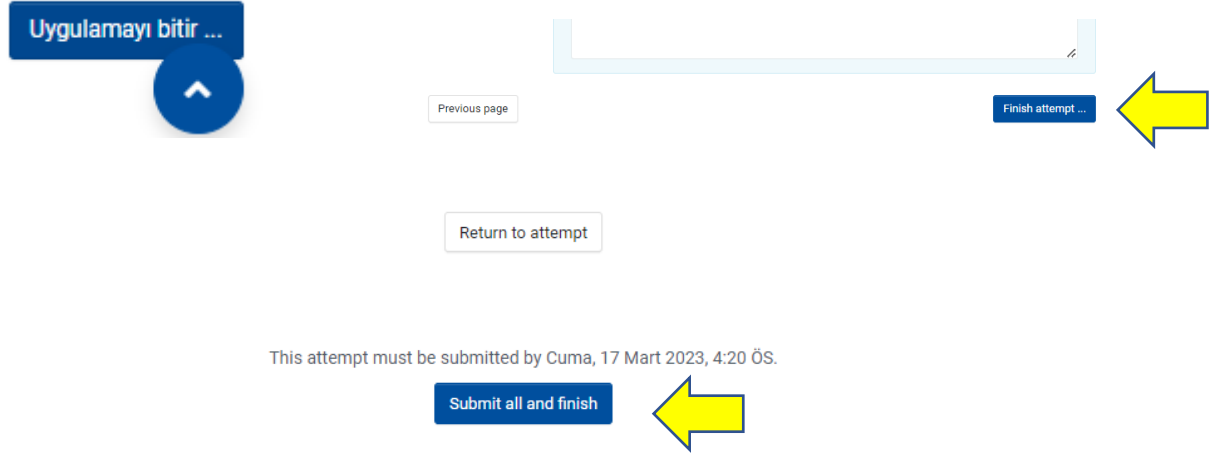 Uygulamayı bitir ...
Previous page
Finish attempt ...
Return to attempt
This attempt must be submitted by Cuma, 17 Mart 2023, 4:20 ÖS.
Submit all and finish